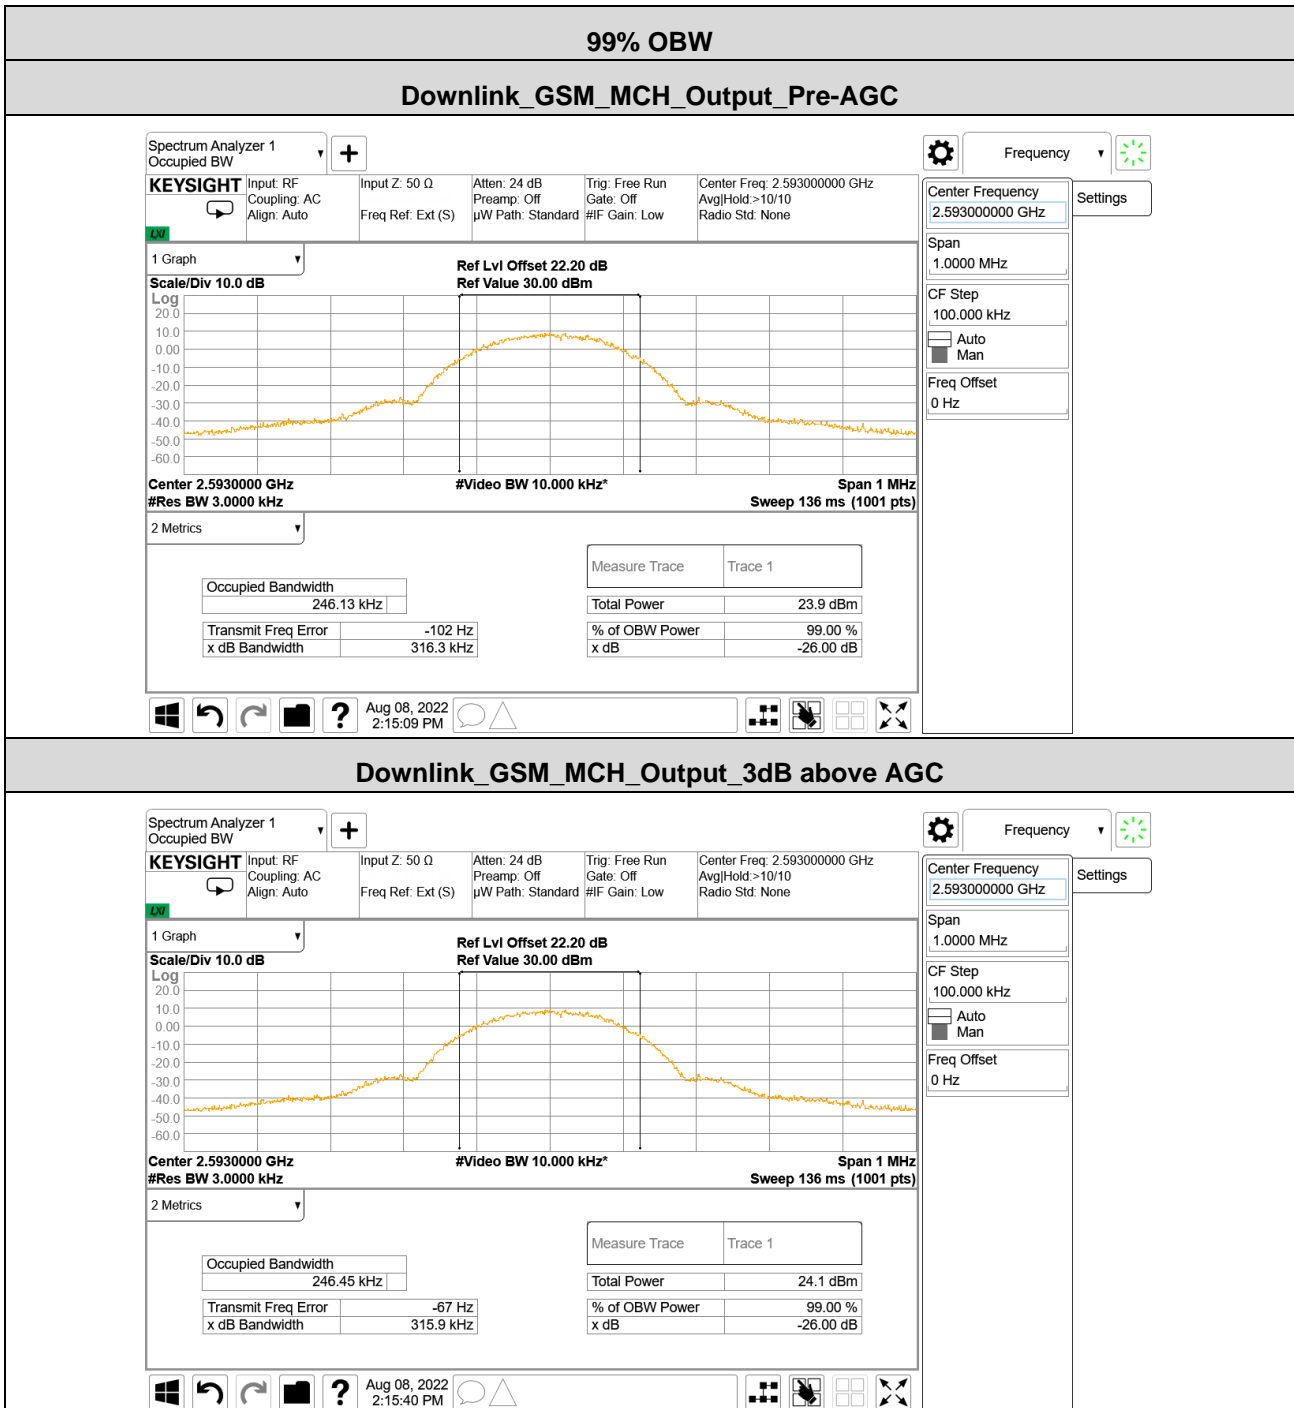 99% OBW
Downlink_GSM_MCH_Output_Pre-AGC
Spectrum Analyzer 1
Occupied BW
Frequency
KEYSIGHT
Input: RF
Coupling: AC
Align: Auto
Input Z: 50 Ω
Freq Ref: Ext (S)
Atten: 24 dB
Preamp: Off
µW Path: Standard
Trig: Free Run
Gate: Off
#IF Gain: Low
Center Freq: 2.593000000 GHz
Avg|Hold:>10/10
Radio Std: None
LXI
Center Frequency
2.593000000 GHz
Settings
Span
1.0000 MHz
CF Step
100.000 kHz
Auto
Man
Freq Offset
0 Hz
1 Graph
Scale/Div 10.0 dB
Ref Lvl Offset 22.20 dB
Ref Value 30.00 dBm
Log
20.0
10.0
0.00
-10.0
-20.0
-30.0
-40.0
-50.0
-60.0
Center 2.5930000 GHz
#Video BW 10.000 kHz*
Span 1 MHz
#Res BW 3.0000 kHz
Sweep 136 ms (1001 pts)
2 Metrics
Measure Trace Trace 1
Occupied Bandwidth
246.13 kHz
Total Power 23.9 dBm
Transmit Freq Error -102 Hz
% of OBW Power 99.00 %
x dB Bandwidth 316.3 kHz
x dB -26.00 dB
?
Aug 08, 2022
2:15:09 PM
Downlink_GSM_MCH_Output_3dB above AGC
Spectrum Analyzer 1
Occupied BW
Frequency
KEYSIGHT
Input: RF
Coupling: AC
Align: Auto
Input Z: 50 Ω
Freq Ref: Ext (S)
Atten: 24 dB
Preamp: Off
µW Path: Standard
Trig: Free Run
Gate: Off
#IF Gain: Low
Center Freq: 2.593000000 GHz
Avg|Hold:>10/10
Radio Std: None
LXI
Center Frequency
2.593000000 GHz
Settings
Span
1.0000 MHz
CF Step
100.000 kHz
Auto
Man
Freq Offset
0 Hz
1 Graph
Scale/Div 10.0 dB
Ref Lvl Offset 22.20 dB
Ref Value 30.00 dBm
Log
20.0
10.0
0.00
-10.0
-20.0
-30.0
-40.0
-50.0
-60.0
Center 2.5930000 GHz
#Video BW 10.000 kHz*
Span 1 MHz
#Res BW 3.0000 kHz
Sweep 136 ms (1001 pts)
2 Metrics
Measure Trace Trace 1
Occupied Bandwidth
246.45 kHz
Total Power 24.1 dBm
Transmit Freq Error -67 Hz
% of OBW Power 99.00 %
x dB Bandwidth 315.9 kHz
x dB -26.00 dB
?
Aug 08, 2022
2:15:40 PM